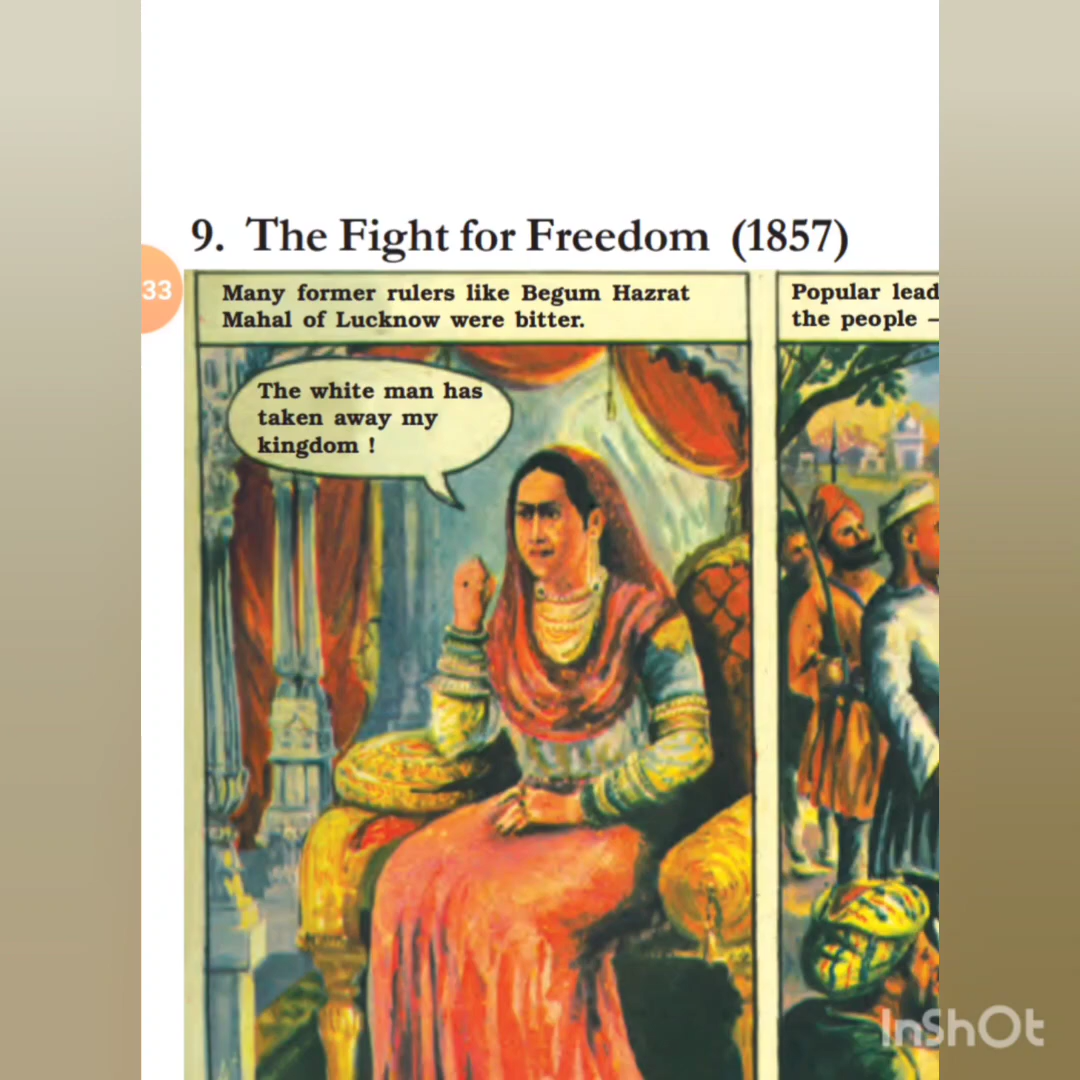 9. The Fight for Freedom (1857)
33
Many former rulers like Begum Hazrat
Mahal of Lucknow were bitter.
The white man has
taken away my
kingdom !
Popular lead
the people –
InShOt